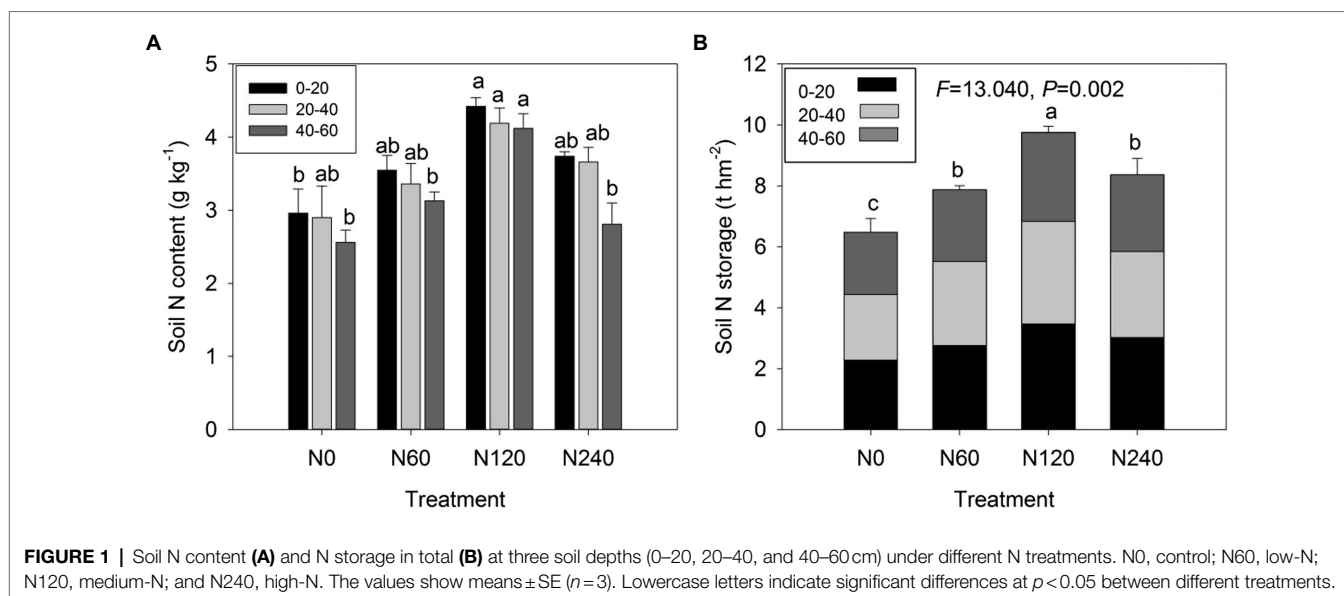 A
Soil N content (g kg⁻¹)
5
4
3
2
1
0
0-20
20-40
40-60
b ab b
ab ab b
a a a
ab ab b
N0 N60 N120 N240
Treatment
B
Soil N storage (t hm⁻²)
12
10
8
6
4
2
0
0-20
20-40
40-60
F=13.040, P=0.002
c b a b
N0 N60 N120 N240
Treatment
FIGURE 1 | Soil N content (A) and N storage in total (B) at three soil depths (0–20, 20–40, and 40–60 cm) under different N treatments. N0, control; N60, low-N;
N120, medium-N; and N240, high-N. The values show means ± SE (n = 3). Lowercase letters indicate significant differences at p < 0.05 between different treatments.